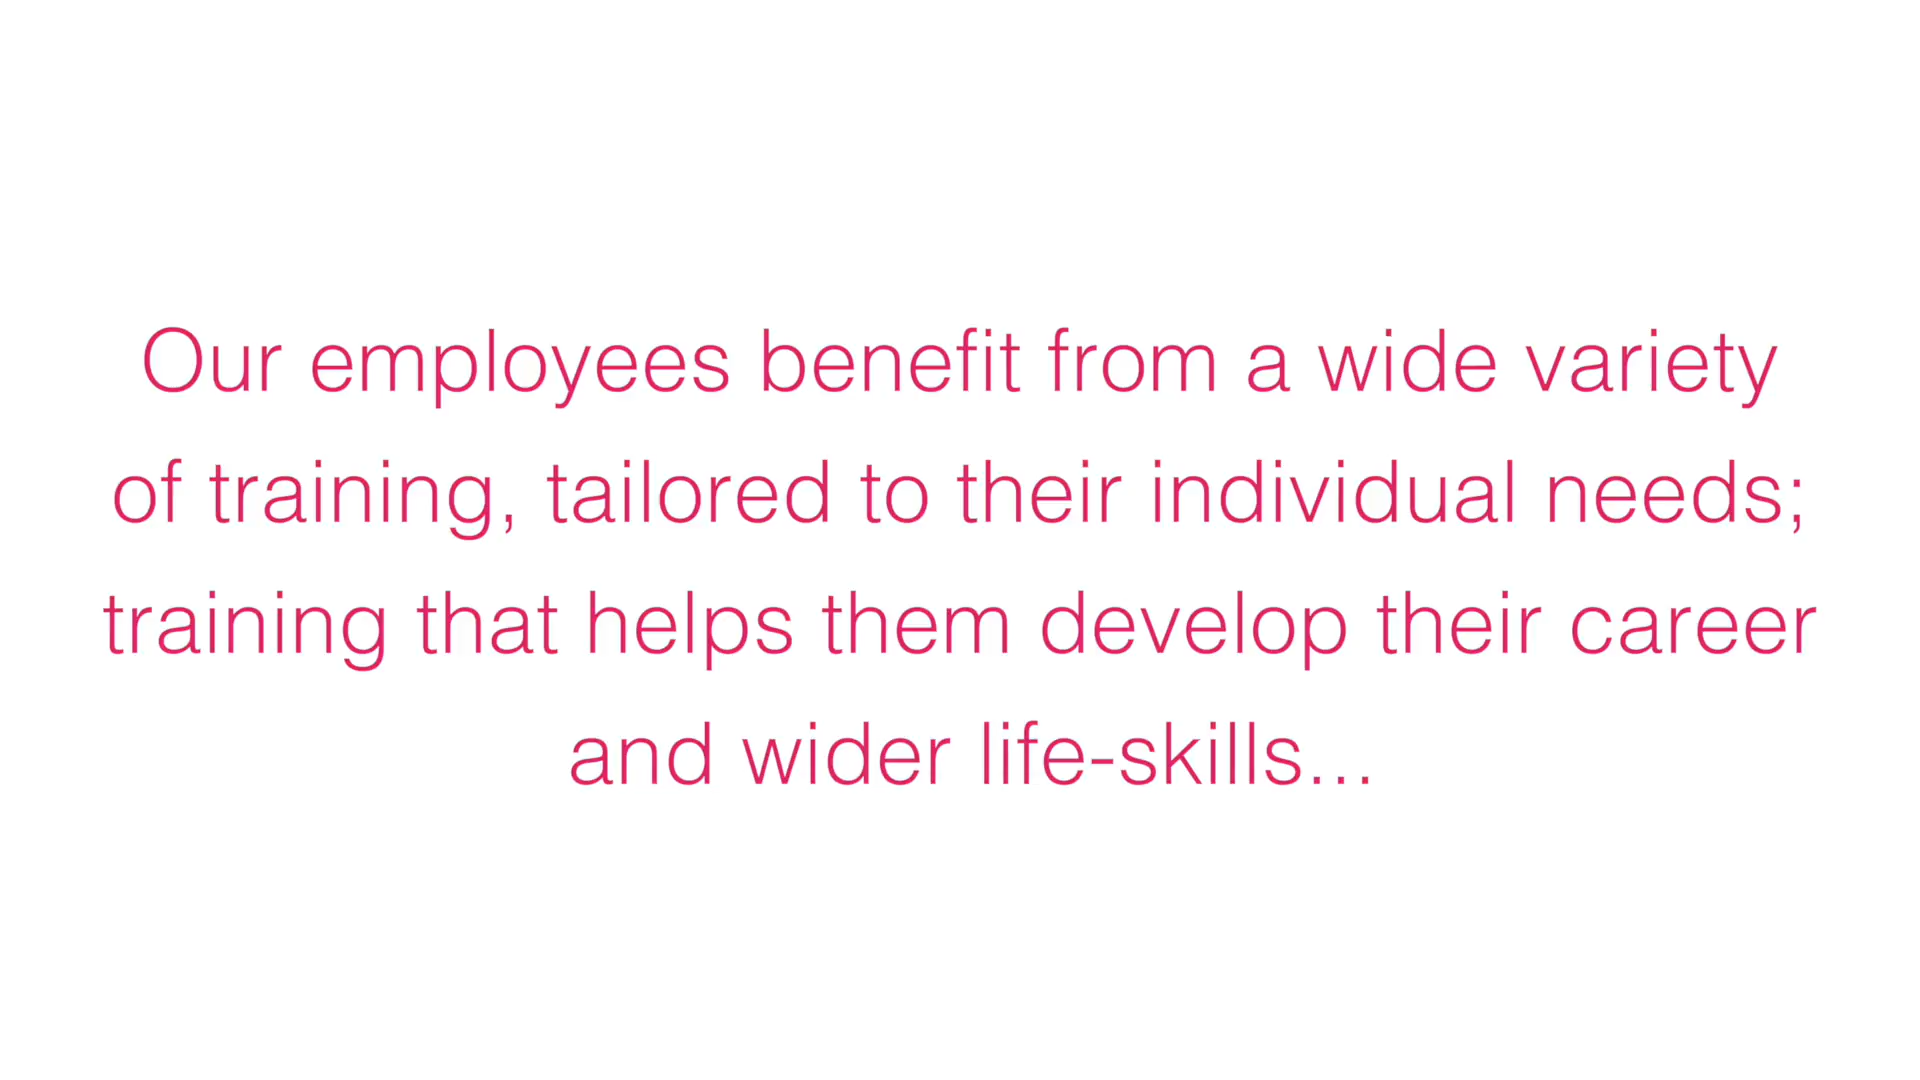 Our employees benefit from a wide variety
of training, tailored to their individual needs;
training that helps them develop their career
and wider life-skills...